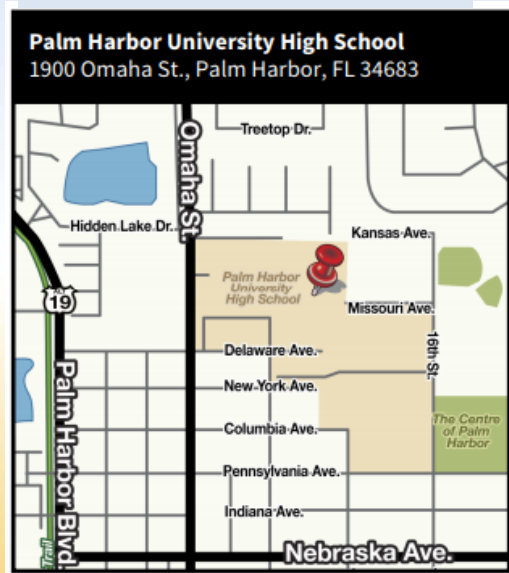 Palm Harbor University High School
1900 Omaha St., Palm Harbor, FL 34683
Omaha St
Treetop Dr.
Hidden Lake Dr.
Kansas Ave.
Palm Harbor
University
High School
ALT
19
Missouri Ave.
16th St.
Delaware Ave.
New York Ave.
Palm Harbor Blvd.
Columbia Ave.
The Centre
of Palm
Harbor
Pennsylvania Ave.
Indiana Ave.
Trail
Nebraska Ave.